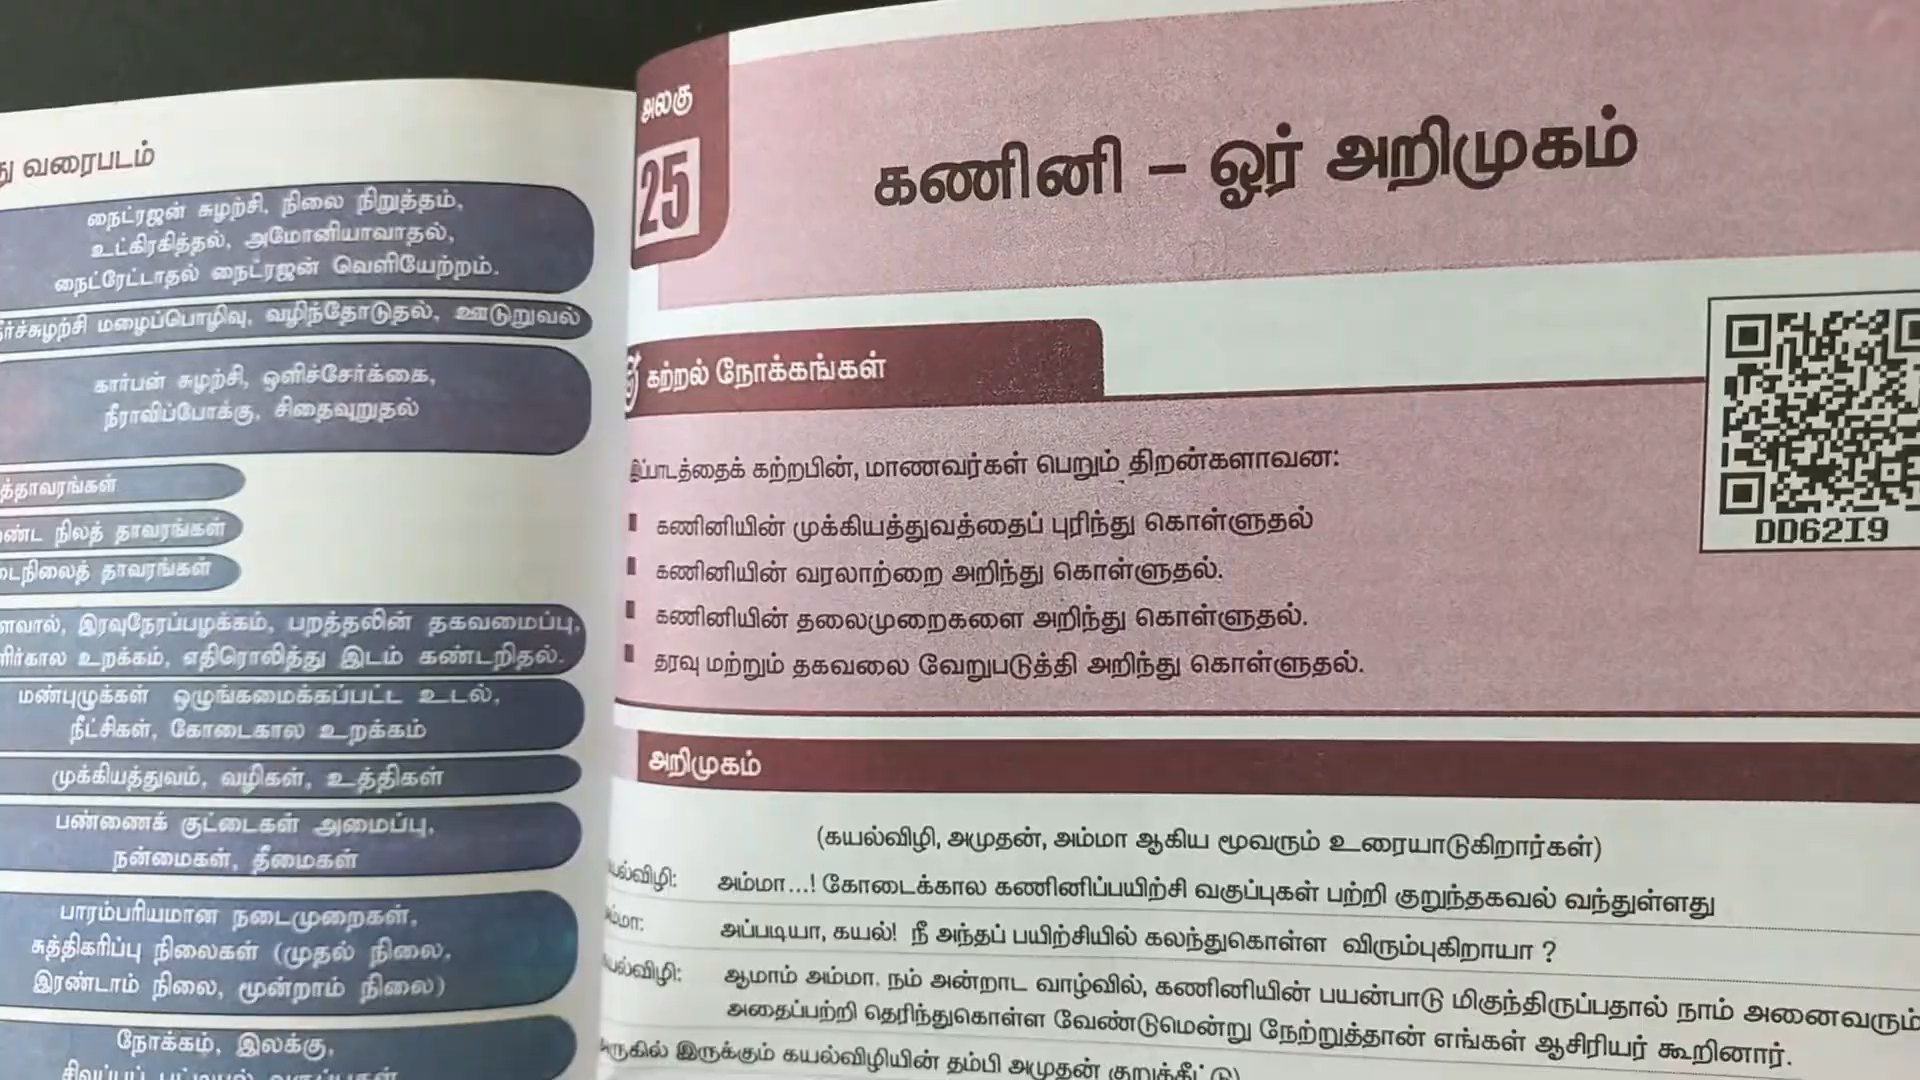 வரைபடம்
நைட்ரஜன் சுழற்சி, நிலை நிறுத்தம்,
உட்கிரகித்தல், அமோனியாவாதல்,
நைட்ரேட்டாதல் நைட்ரஜன் வெளியேற்றம்.
மழைப்பொழிவு, வழிந்தோடுதல், ஊடுறுவல்
கார்பன் சுழற்சி, ஒளிச்சேர்க்கை,
நீராவிப்போக்கு, சிதைவுறுதல்
நிலத் தாவரங்கள்
தாவரங்கள்
இரவுநேரப்பழக்கம், பறத்தலின் தகவமைப்பு,
உறக்கம், எதிரொலித்து இடம் கண்டறிதல்.
மண்புழுக்கள் ஒழுங்கமைக்கப்பட்ட உடல்,
நீட்சிகள், கோடைகால உறக்கம்
முக்கியத்துவம், வழிகள், உத்திகள்
பண்ணைக் குட்டைகள் அமைப்பு,
நன்மைகள், தீமைகள்
பாரம்பரியமான நடைமுறைகள்,
சுத்திகரிப்பு நிலைகள் (முதல் நிலை,
இரண்டாம் நிலை, மூன்றாம் நிலை)
நோக்கம், இலக்கு,
அலகு
25
கணினி – ஓர் அறிமுகம்
கற்றல் நோக்கங்கள்
DD62I9
இப்பாடத்தைக் கற்றபின், மாணவர்கள் பெறும் திறன்களாவன:
கணினியின் முக்கியத்துவத்தைப் புரிந்து கொள்ளுதல்
கணினியின் வரலாற்றை அறிந்து கொள்ளுதல்.
கணினியின் தலைமுறைகளை அறிந்து கொள்ளுதல்.
தரவு மற்றும் தகவலை வேறுபடுத்தி அறிந்து கொள்ளுதல்.
அறிமுகம்
(கயல்விழி, அமுதன், அம்மா ஆகிய மூவரும் உரையாடுகிறார்கள்)
அம்மா...! கோடைக்கால கணினிப்பயிற்சி வகுப்புகள் பற்றி குறுந்தகவல் வந்துள்ளது
அப்படியா, கயல்! நீ அந்தப் பயிற்சியில் கலந்துகொள்ள விரும்புகிறாயா ?
ஆமாம் அம்மா. நம் அன்றாட வாழ்வில், கணினியின் பயன்பாடு மிகுந்திருப்பதால் நாம் அனைவரும்
அதைப்பற்றி தெரிந்துகொள்ள வேண்டுமென்று நேற்றுத்தான் எங்கள் ஆசிரியர் கூறினார்.
இருக்கும் கயல்விழியின் தம்பி அமுதன் குறுக்கீட்டு)